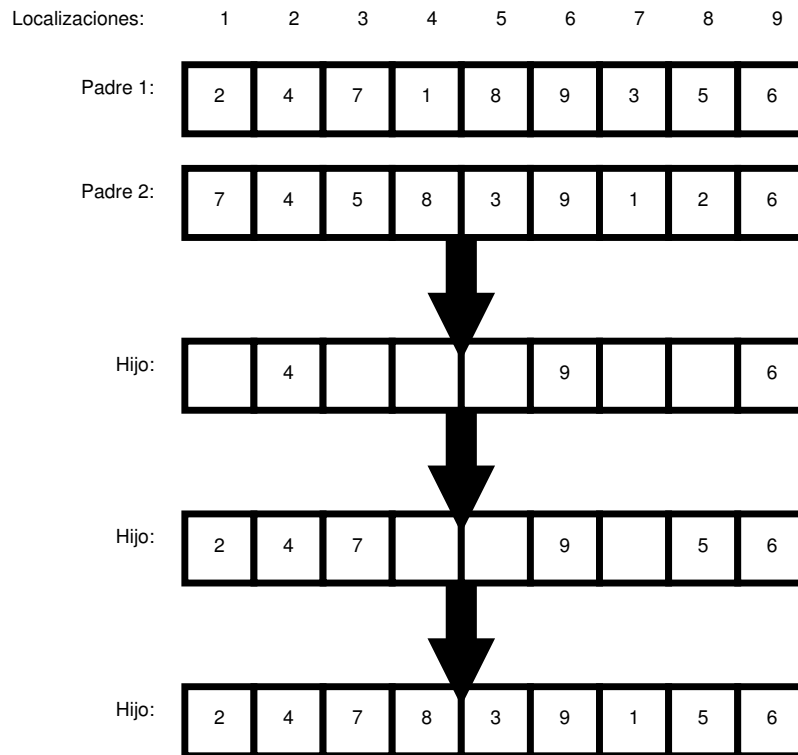 Localizaciones: 1 2 3 4 5 6 7 8 9
Padre 1: 2 4 7 1 8 9 3 5 6
Padre 2: 7 4 5 8 3 9 1 2 6
Hijo: 4 9 6
Hijo: 2 4 7 9 5 6
Hijo: 2 4 7 8 3 9 1 5 6